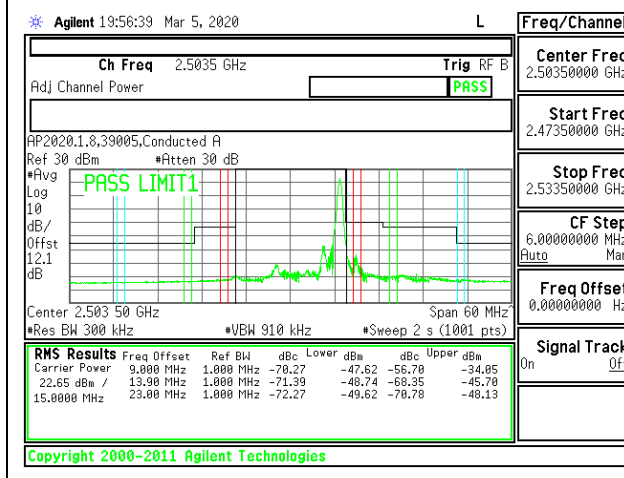 Agilent 19:56:39 Mar 5, 2020 L
Freq/Channel
Ch Freq 2.5035 GHz Trig RF B
Adj Channel Power PASS
Center Freq
2.50350000 GHz
Start Freq
2.47350000 GHz
Stop Freq
2.53350000 GHz
CF Step
6.00000000 MHz
Auto Man
Freq Offset
0.00000000 Hz
Signal Track
On Off
AP2020.1.8,39005,Conducted A
Ref 30 dBm #Atten 30 dB
#Avg
Log
10
dB/
Offst
12.1
dB
PASS LIMIT1
Center 2.503 50 GHz Span 60 MHz^
#Res BW 300 kHz #VBW 910 kHz #Sweep 2 s (1001 pts)
RMS Results Freq Offset Ref BW dBc Lower dBm dBc Upper dBm
Carrier Power 9.000 MHz 1.000 MHz -70.27 -47.62 -56.70 -34.05
22.65 dBm / 13.90 MHz 1.000 MHz -71.39 -48.74 -68.35 -45.70
15.0000 MHz 23.00 MHz 1.000 MHz -72.27 -49.62 -70.78 -48.13
Copyright 2000-2011 Agilent Technologies